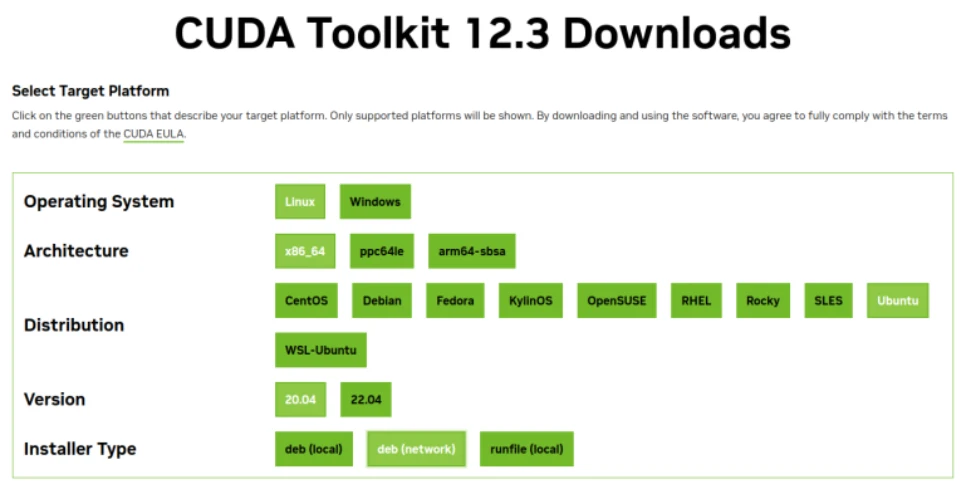 CUDA Toolkit 12.3 Downloads
Select Target Platform
Click on the green buttons that describe your target platform. Only supported platforms will be shown. By downloading and using the software, you agree to fully comply with the terms
and conditions of the CUDA EULA.
Operating System Linux Windows
Architecture x86_64 ppc64le arm64-sbsa
Distribution CentOS Debian Fedora KylinOS OpenSUSE RHEL Rocky SLES Ubuntu
WSL-Ubuntu
Version 20.04 22.04
Installer Type deb (local) deb (network) runfile (local)